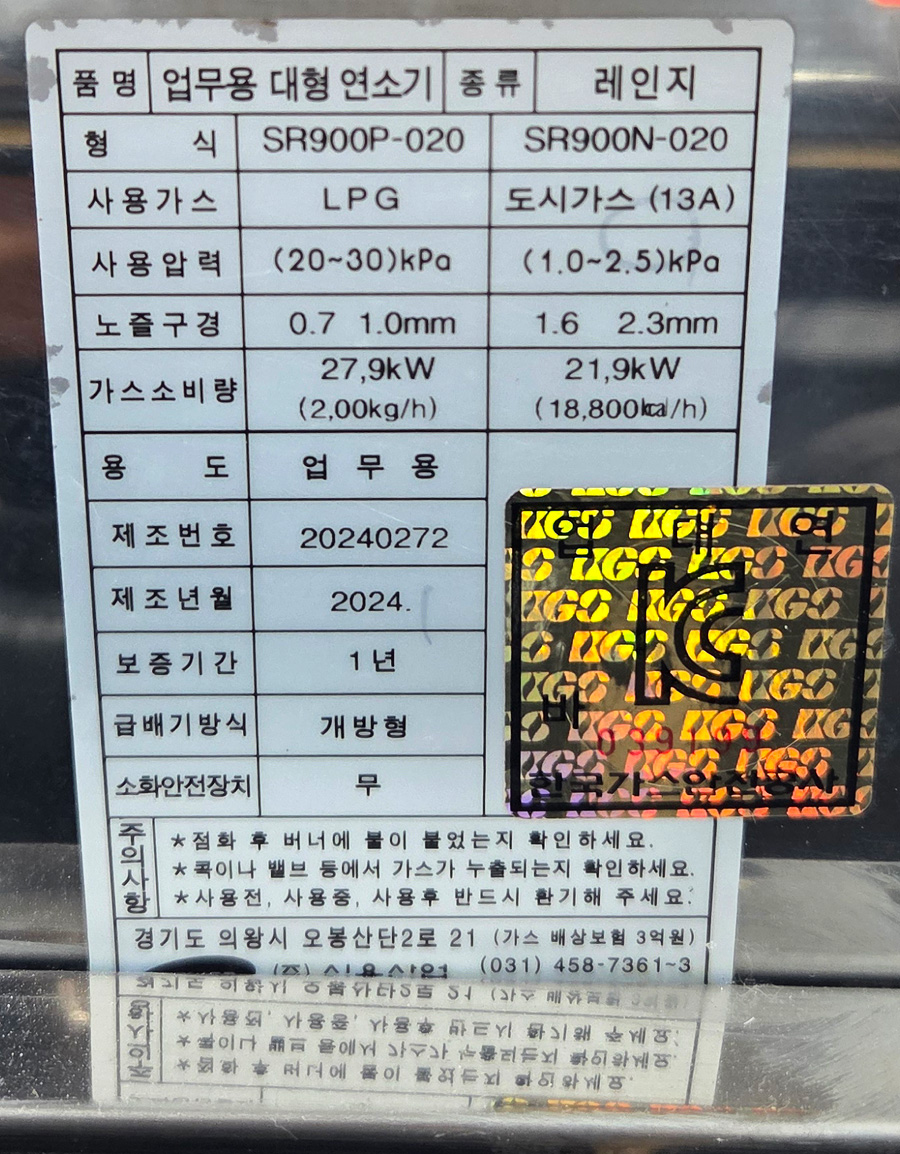 품명 업무용 대형 연소기 종류 레인지
형 식 SR900P-020 SR900N-020
사용가스 LPG 도시가스 (13A)
사용압력 (20~30)kPa (1.0~2.5)kPa
노즐구경 0.7 1.0mm 1.6 2.3mm
가스소비량 27,9kW 21,9kW
(2,00kg/h) (18,800kcal/h)
용 도 업 무 용
제조번호 20240272
제조년월 2024.
보증기간 1년
급배기방식 개방형
소화안전장치 무
업 대 연
KC
바
한국가스안전공사
주의사항
*점화 후 버너에 불이 붙었는지 확인하세요.
*콕이나 밸브 등에서 가스가 누출되는지 확인하세요.
*사용전, 사용중, 사용후 반드시 환기해 주세요.
경기도 의왕시 오봉산단2로 21 (가스 배상보험 3억원)
(031) 458-7361~3